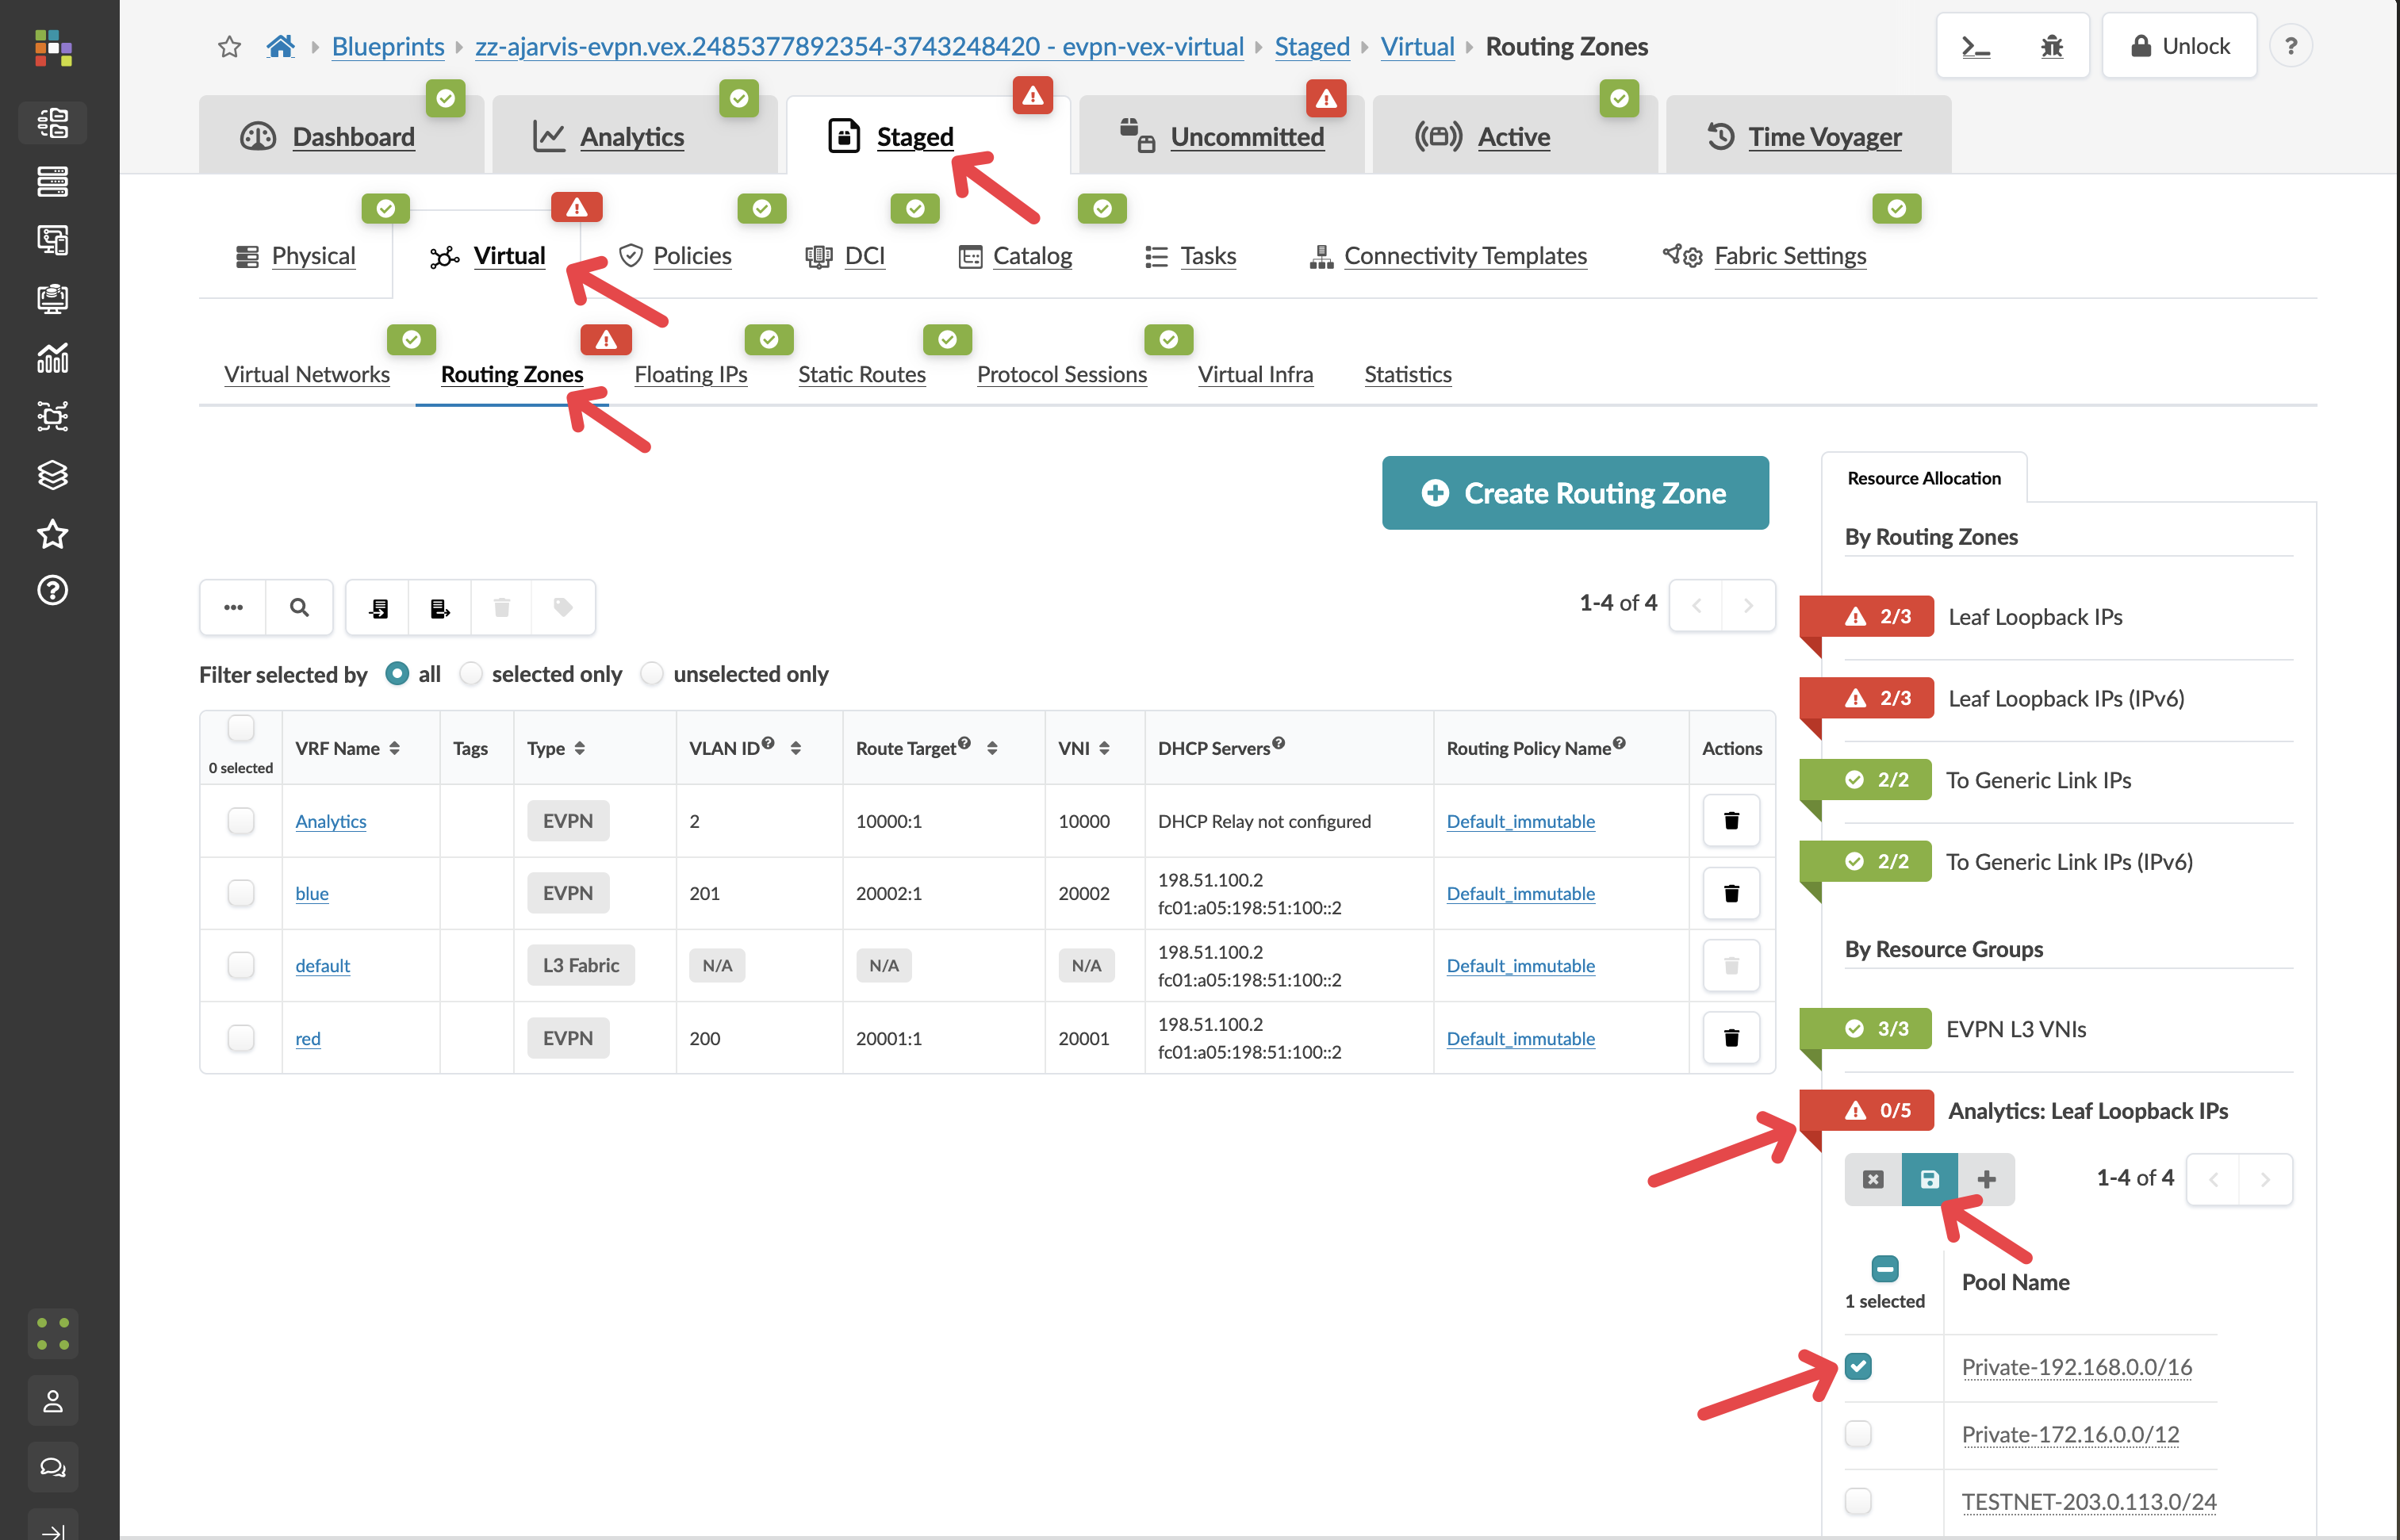 Blueprints zz-ajarvis-evpn.vex.2485377892354-3743248420 - evpn-vex-virtual Staged Virtual Routing Zones
Unlock
?
Dashboard Analytics Staged Uncommitted Active Time Voyager
Physical Virtual Policies DCI Catalog Tasks Connectivity Templates Fabric Settings
Virtual Networks Routing Zones Floating IPs Static Routes Protocol Sessions Virtual Infra Statistics
Create Routing Zone
1-4 of 4
Filter selected by all selected only unselected only
0 selected VRF Name Tags Type VLAN ID? Route Target? VNI DHCP Servers? Routing Policy Name? Actions
Analytics EVPN 2 10000:1 10000 DHCP Relay not configured Default_immutable
blue EVPN 201 20002:1 20002 198.51.100.2 Default_immutable
fc01:a05:198:51:100::2
default L3 Fabric N/A N/A N/A 198.51.100.2 Default_immutable
fc01:a05:198:51:100::2
red EVPN 200 20001:1 20001 198.51.100.2 Default_immutable
fc01:a05:198:51:100::2
Resource Allocation
By Routing Zones
2/3 Leaf Loopback IPs
2/3 Leaf Loopback IPs (IPv6)
2/2 To Generic Link IPs
2/2 To Generic Link IPs (IPv6)
By Resource Groups
3/3 EVPN L3 VNIs
0/5 Analytics: Leaf Loopback IPs
1-4 of 4
1 selected Pool Name
Private-192.168.0.0/16
Private-172.16.0.0/12
TESTNET-203.0.113.0/24